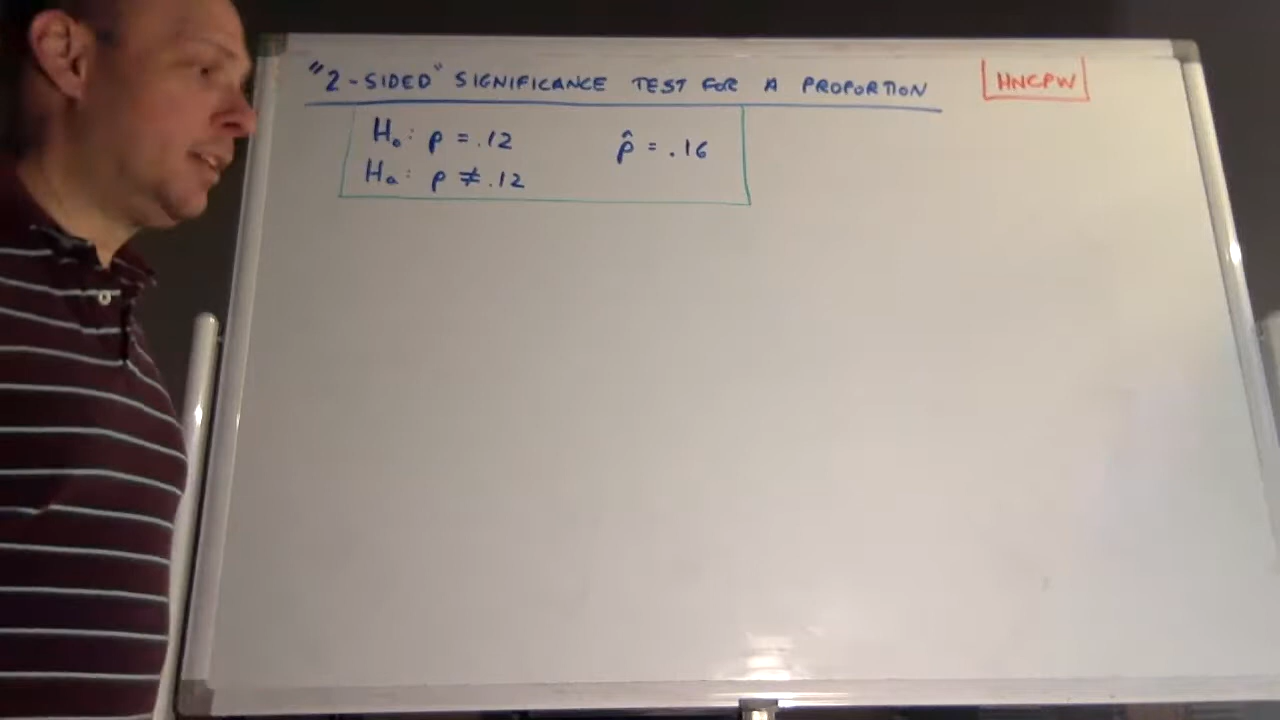 "2-SIDED" SIGNIFICANCE TEST FOR A PROPORTION
HNCPW
H₀: p = .12
p̂ = .16
Hₐ: p ≠ .12